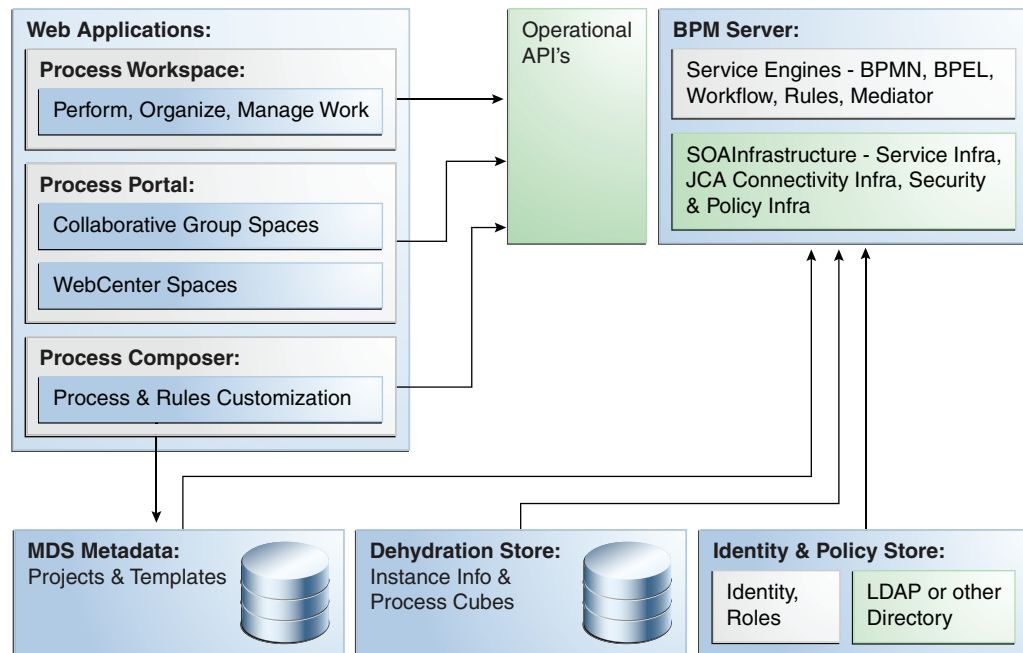 Web Applications:
Process Workspace:
Perform, Organize, Manage Work
Process Portal:
Collaborative Group Spaces
WebCenter Spaces
Process Composer:
Process & Rules Customization
Operational
API's
BPM Server:
Service Engines - BPMN, BPEL,
Workflow, Rules, Mediator
SOAInfrastructure - Service Infra,
JCA Connectivity Infra, Security
& Policy Infra
MDS Metadata:
Projects & Templates
Dehydration Store:
Instance Info &
Process Cubes
Identity & Policy Store:
Identity,
Roles
LDAP or other
Directory